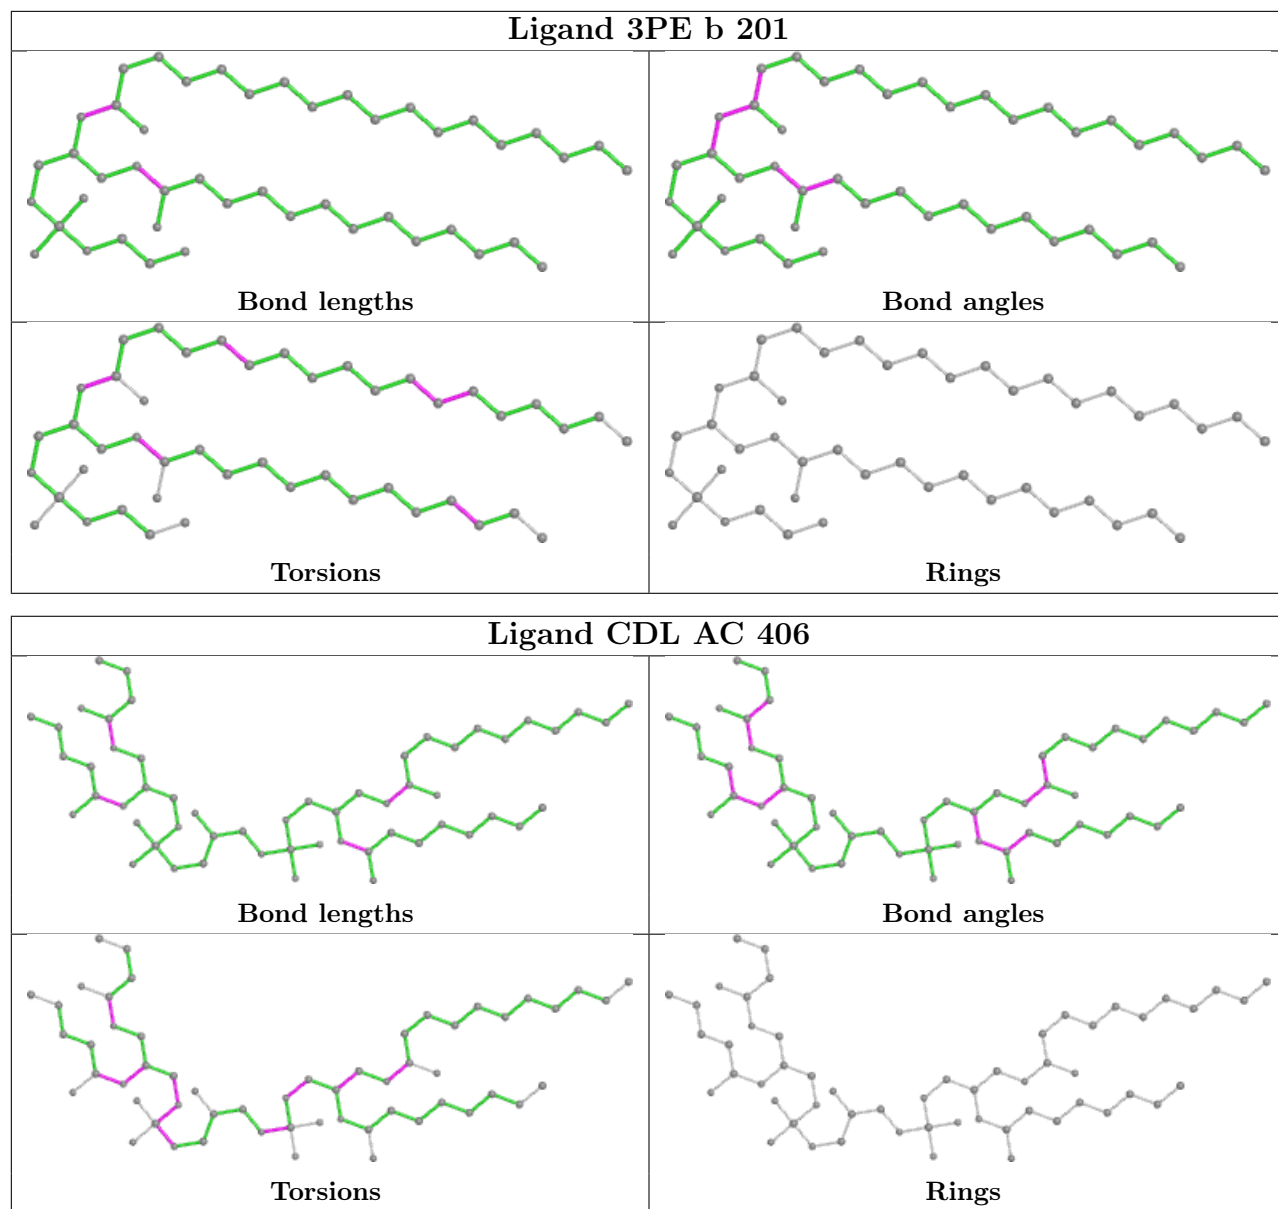 Ligand 3PE b 201
Bond lengths
Bond angles
Torsions
Rings
Ligand CDL AC 406
Bond lengths
Bond angles
Torsions
Rings